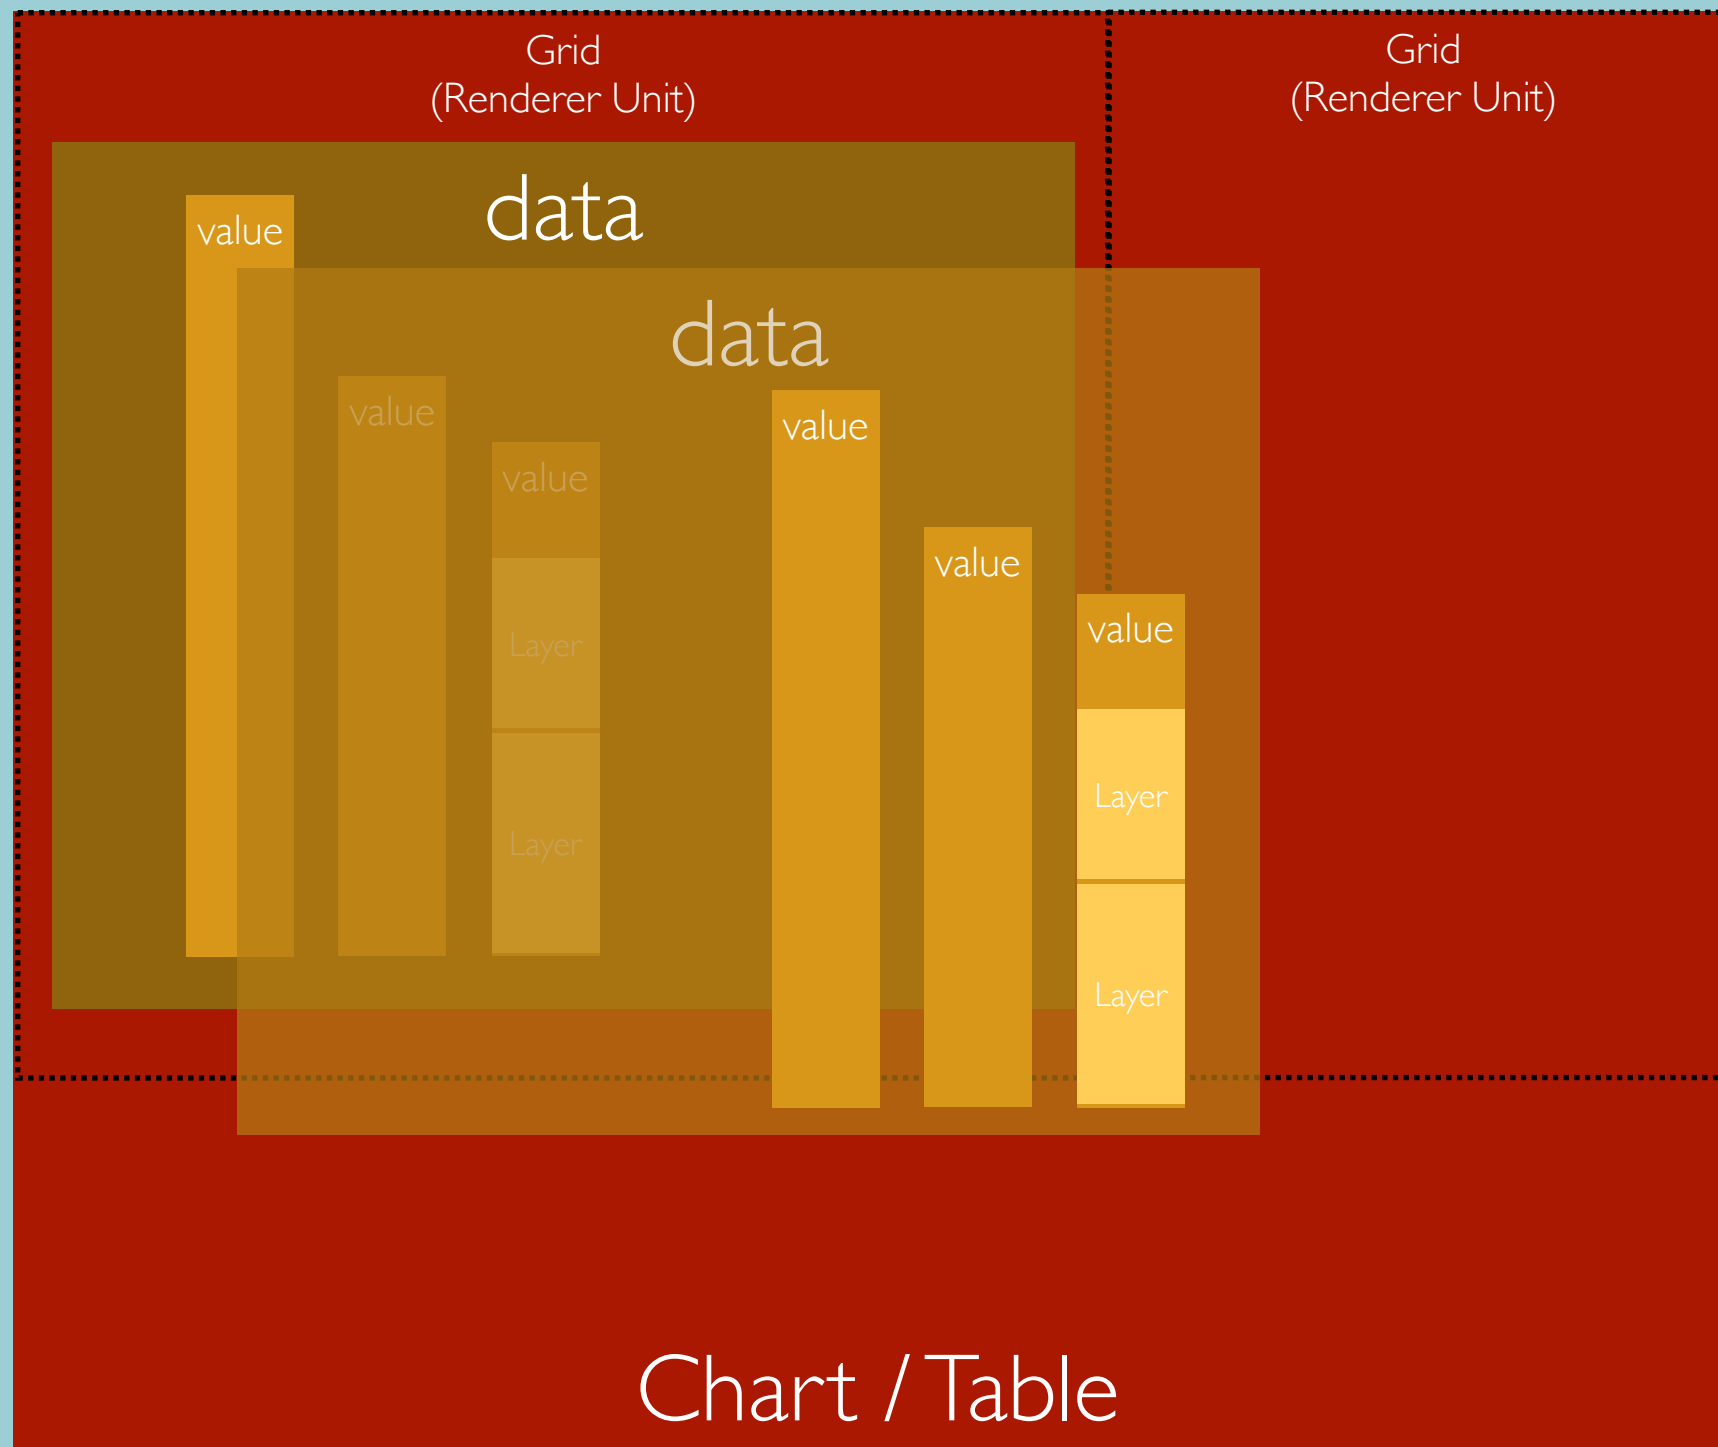 Grid
(Renderer Unit)
Grid
(Renderer Unit)
data
value
data
value
value
value
value
value
Layer
Layer
Layer
Layer
Chart / Table